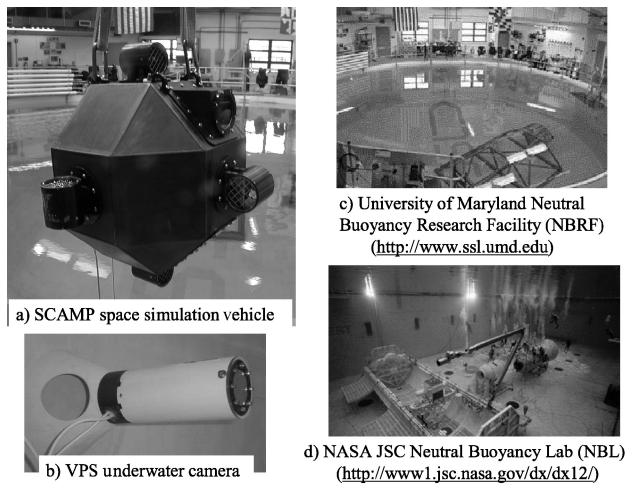 a) SCAMP space simulation vehicle
b) VPS underwater camera
c) University of Maryland Neutral
Buoyancy Research Facility (NBRF)
(http://www.ssl.umd.edu)
d) NASA JSC Neutral Buoyancy Lab (NBL)
(http://www1.jsc.nasa.gov/dx/dx12/)